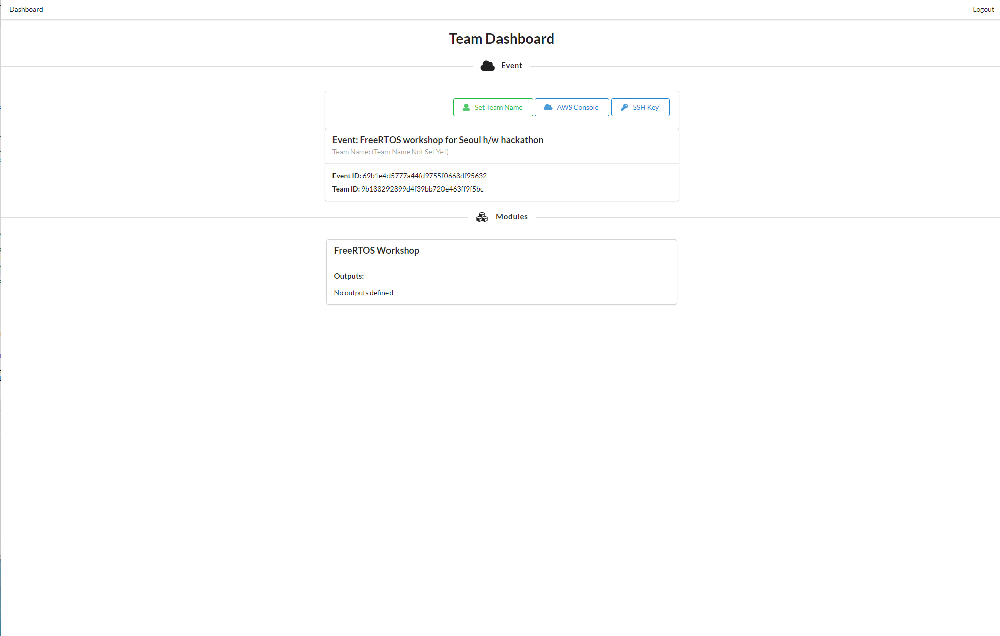 Dashboard
Logout
Team Dashboard
Event
Set Team Name
AWS Console
SSH Key
Event: FreeRTOS workshop for Seoul h/w hackathon
Team Name: (Team Name Not Set Yet)
Event ID: 69b1e4d5777a44fd9755f0668df95632
Team ID: 9b188292899d4f39bb720e463ff9f5bc
Modules
FreeRTOS Workshop
Outputs:
No outputs defined